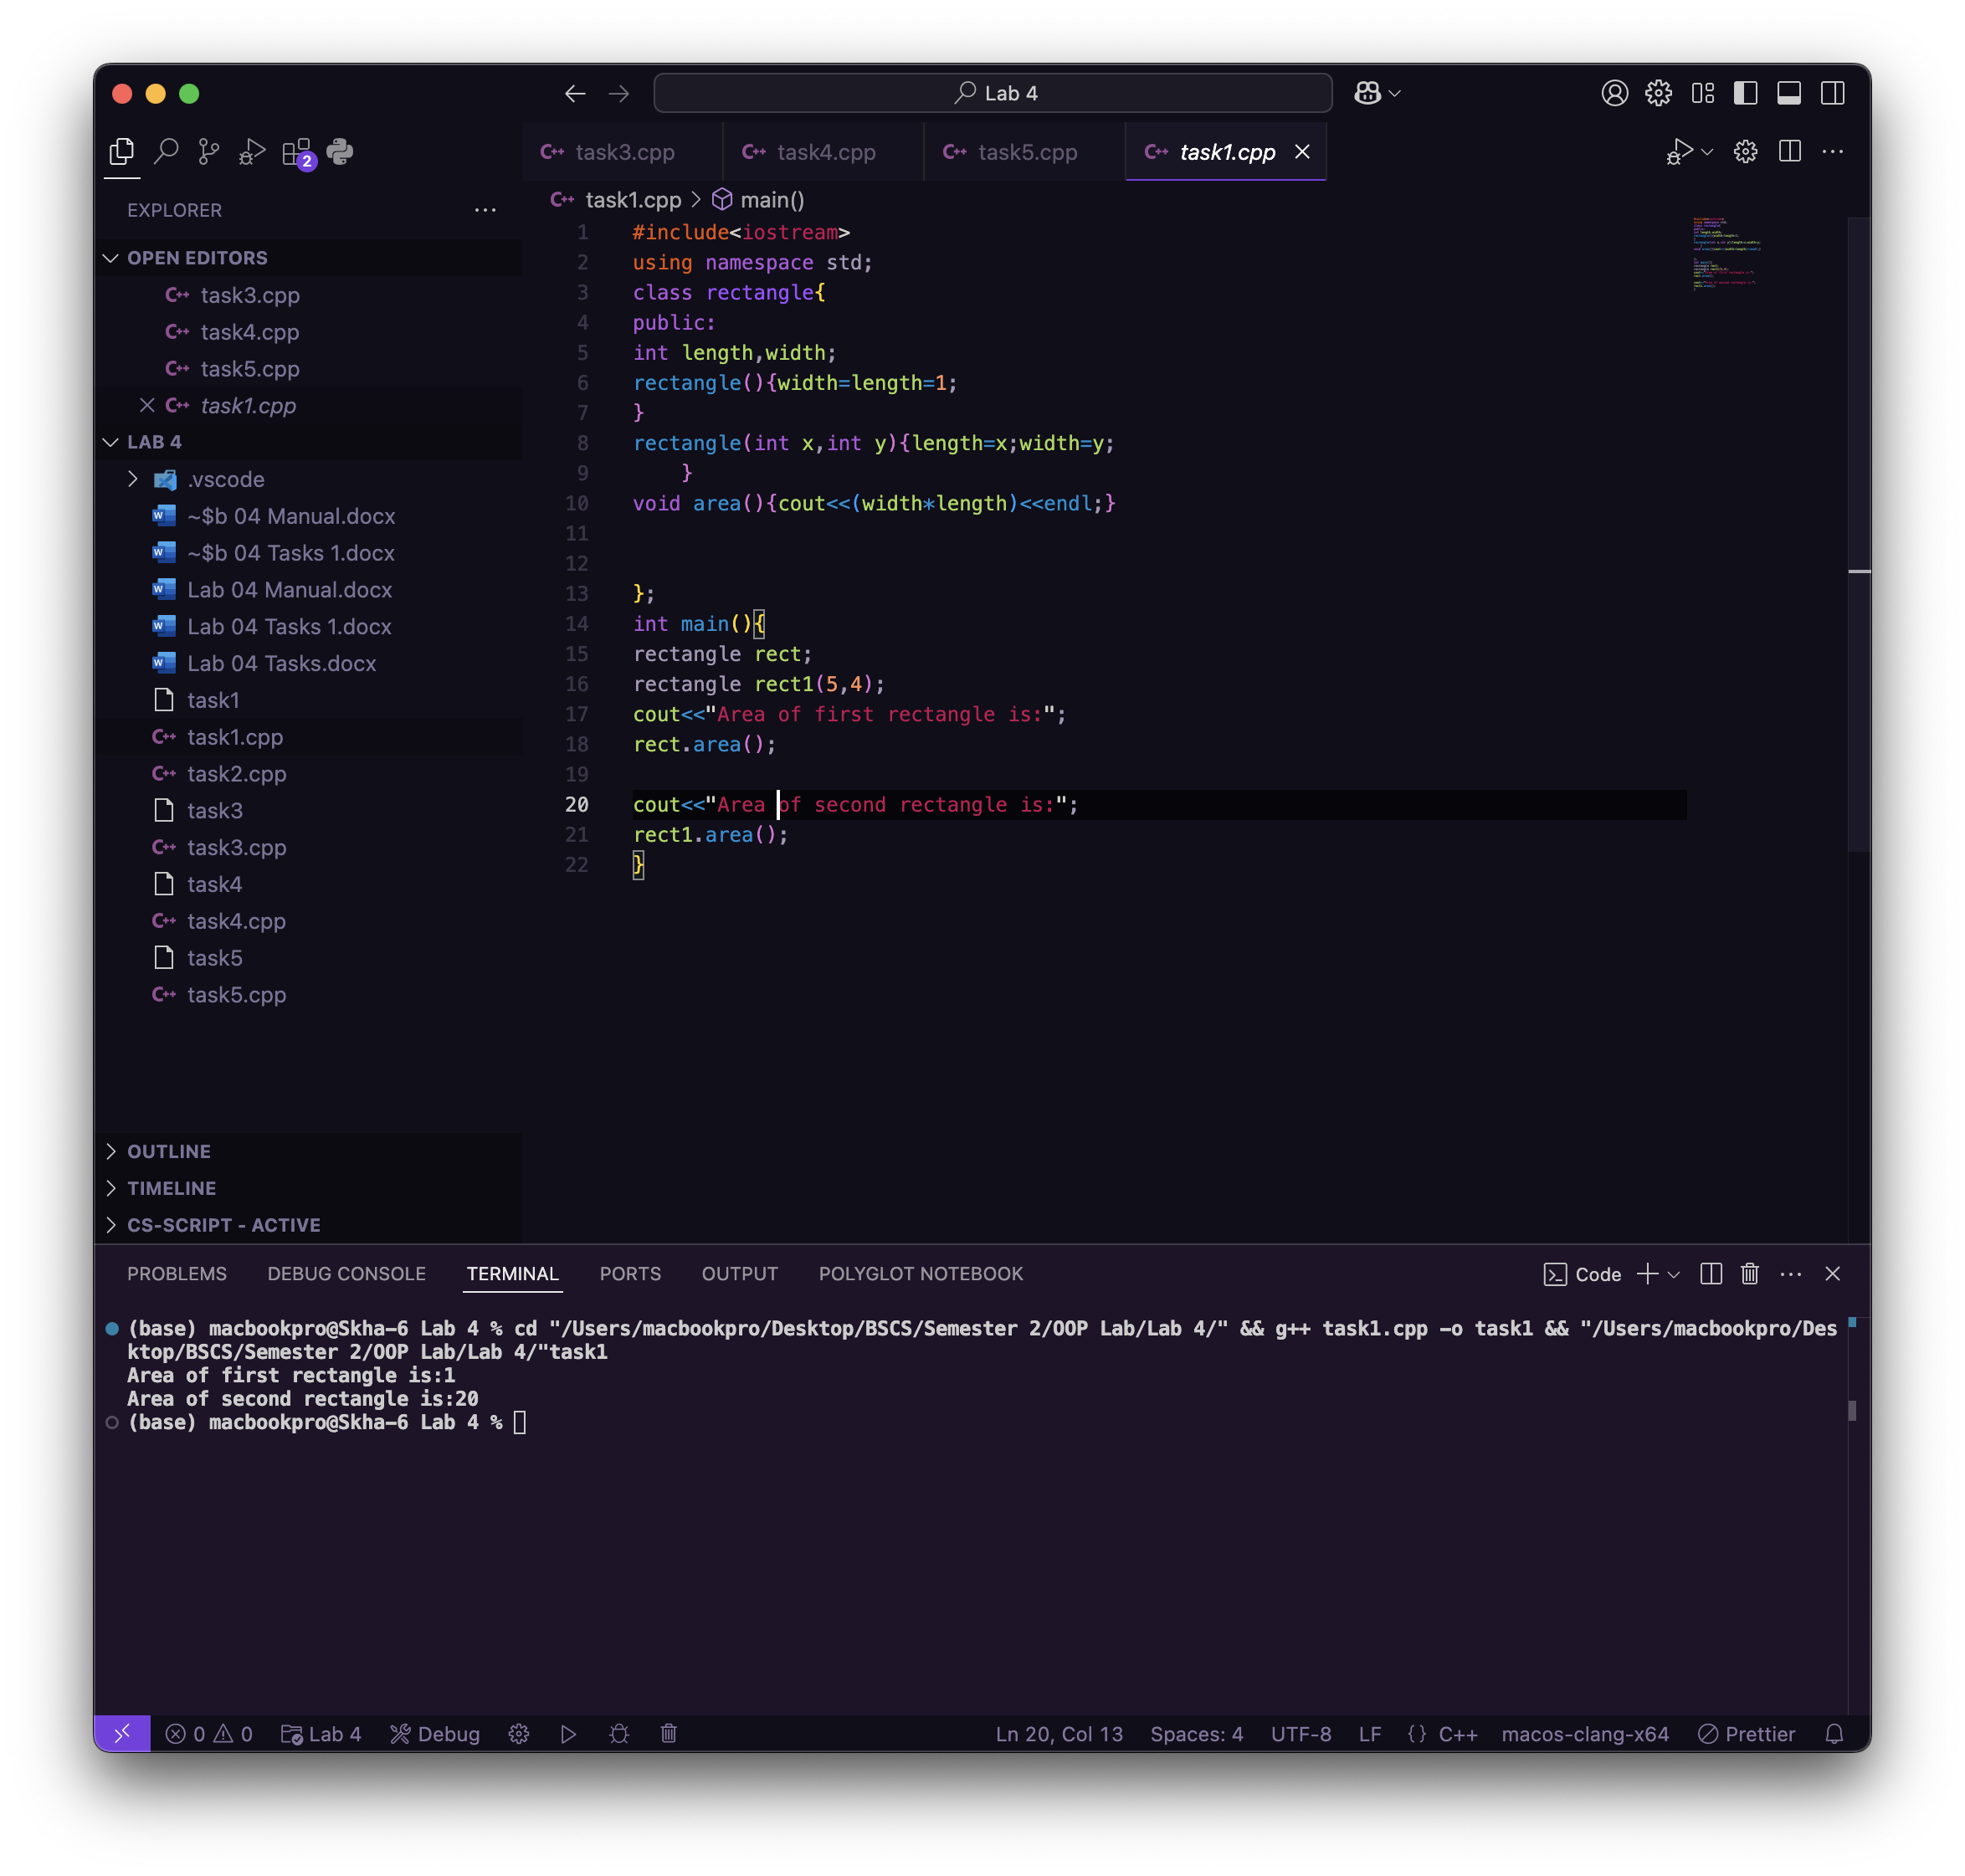 Lab 4
2
task3.cpp
task4.cpp
task5.cpp
task1.cpp
EXPLORER
OPEN EDITORS
task3.cpp
task4.cpp
task5.cpp
task1.cpp
LAB 4
.vscode
~$b 04 Manual.docx
~$b 04 Tasks 1.docx
Lab 04 Manual.docx
Lab 04 Tasks 1.docx
Lab 04 Tasks.docx
task1
task1.cpp
task2.cpp
task3
task3.cpp
task4
task4.cpp
task5
task5.cpp
OUTLINE
TIMELINE
CS-SCRIPT - ACTIVE
task1.cpp > main()
1 #include<iostream>
2 using namespace std;
3 class rectangle{
4 public:
5 int length,width;
6 rectangle(){width=length=1;
7 }
8 rectangle(int x,int y){length=x;width=y;
9     }
10 void area(){cout<<(width*length)<<endl;}
11
12
13 };
14 int main(){
15 rectangle rect;
16 rectangle rect1(5,4);
17 cout<<"Area of first rectangle is:";
18 rect.area();
19
20 cout<<"Area of second rectangle is:";
21 rect1.area();
22 }
PROBLEMS DEBUG CONSOLE TERMINAL PORTS OUTPUT POLYGLOT NOTEBOOK Code
(base) macbookpro@Skha-6 Lab 4 % cd "/Users/macbookpro/Desktop/BSCS/Semester 2/OOP Lab/Lab 4/" && g++ task1.cpp -o task1 && "/Users/macbookpro/Des
ktop/BSCS/Semester 2/OOP Lab/Lab 4/"task1
Area of first rectangle is:1
Area of second rectangle is:20
(base) macbookpro@Skha-6 Lab 4 %
0 0 Lab 4 Debug Ln 20, Col 13 Spaces: 4 UTF-8 LF {} C++ macos-clang-x64 Prettier